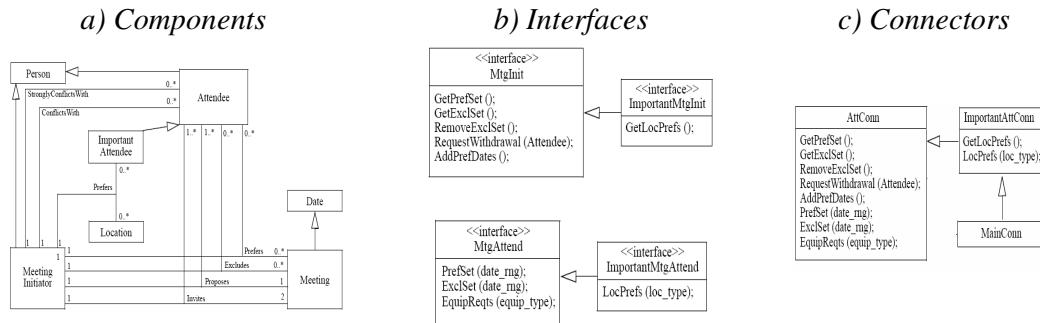 a) Components
b) Interfaces
c) Connectors
Person
StronglyConflictsWith
0..*
Attendee
0..*
ConflictsWith
Important
Attendee
1..* 1..* 0..* 0..*
0..*
Prefers
0..*
Location
Date
1 1 1
Meeting
Initiator
1
Prefers
0..*
1
Excludes
0..*
1
Proposes
1
1
Invites
2
Meeting
<<interface>>
MtgInit
GetPrefSet ();
GetExclSet ();
RemoveExclSet ();
RequestWithdrawal (Attendee);
AddPrefDates ();
<<interface>>
ImportantMtgInit
GetLocPrefs ();
<<interface>>
MtgAttend
PrefSet (date_rng);
ExclSet (date_rng);
EquipReqts (equip_type);
<<interface>>
ImportantMtgAttend
LocPrefs (loc_type);
AttConn
GetPrefSet ();
GetExclSet ();
RemoveExclSet ();
RequestWithdrawal (Attendee);
AddPrefDates ();
PrefSet (date_rng);
ExclSet (date_rng);
EquipReqts (equip_type);
ImportantAttConn
GetLocPrefs ();
LocPrefs (loc_type);
MainConn